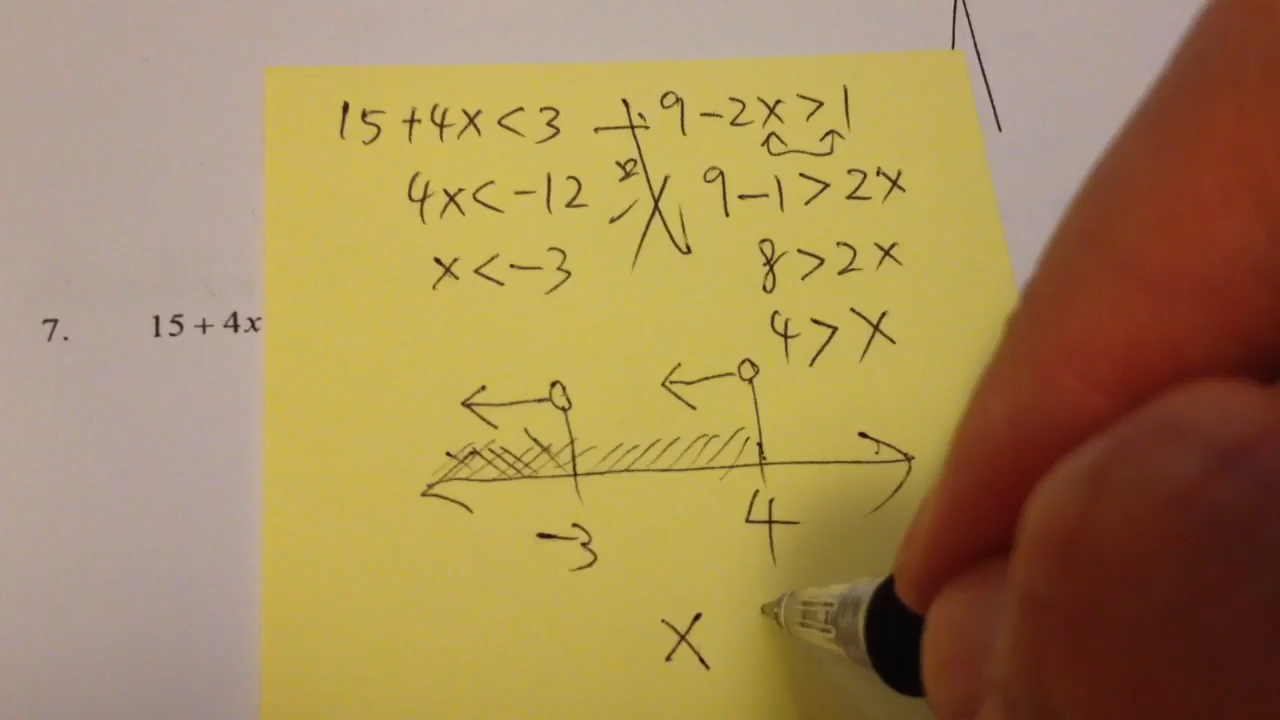 15+4x<3 9-2x>1
4x<-12 9-1>2x
x<-3 8>2x
7. 15 + 4x
4>x
-3 4
x